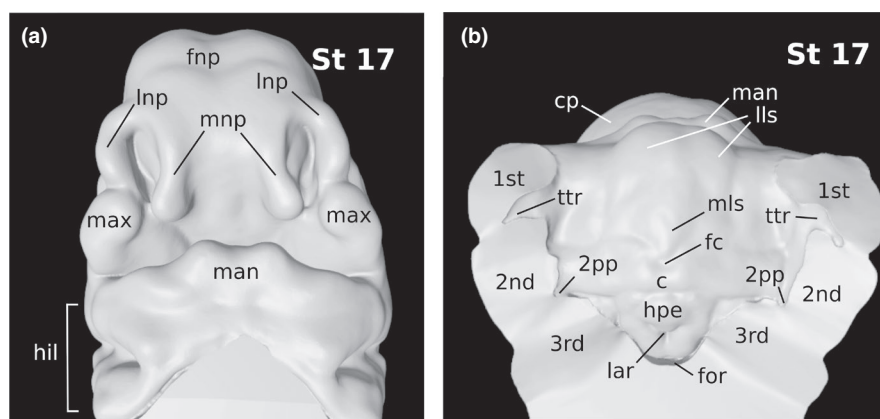 (a)
St 17
fnp
lnp
lnp
mnp
max
max
man
hil
(b)
St 17
cp
man
lls
1st
1st
ttr
ttr
mls
fc
2nd
2pp
c
2pp
2nd
hpe
3rd
3rd
lar
for